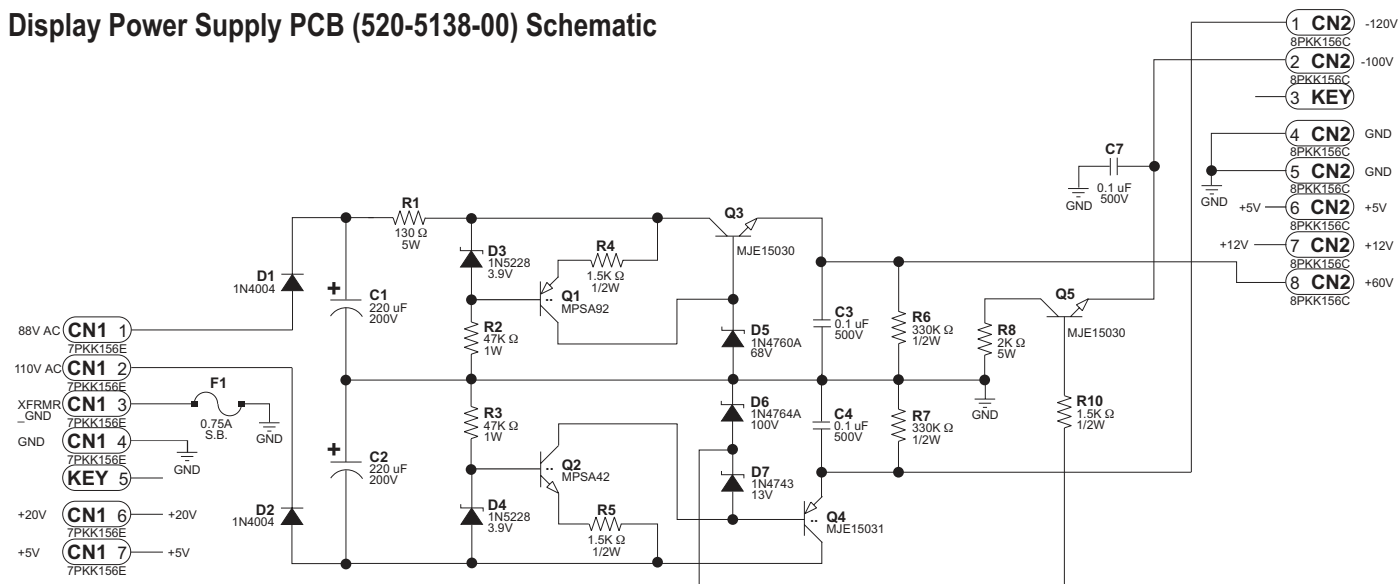 Display Power Supply PCB (520-5138-00) Schematic
1 CN2 -120V
8PKK156C
2 CN2 -100V
8PKK156C
3 KEY
4 CN2 GND
8PKK156C
5 CN2 GND
8PKK156C
GND
+5V 6 CN2 +5V
8PKK156C
+12V 7 CN2 +12V
8PKK156C
8 CN2 +60V
8PKK156C
C7
0.1 uF
500V
GND
R1
130 Ω
5W
Q3
MJE15030
D1
1N4004
D3
1N5228
3.9V
R4
1.5K Ω
1/2W
+
C1
220 uF
200V
Q1
MPSA92
R2
47K Ω
1W
D5
1N4760A
68V
C3
0.1 uF
500V
R6
330K Ω
1/2W
R8
2K Ω
5W
Q5
MJE15030
88V AC CN1 1
7PKK156E
110V AC CN1 2
7PKK156E
XFRMR
_GND
CN1 3
7PKK156E
F1
0.75A
S.B.
GND
GND CN1 4
7PKK156E
GND
KEY 5
+20V CN1 6 +20V
7PKK156E
+5V CN1 7 +5V
7PKK156E
R3
47K Ω
1W
D6
1N4764A
100V
C4
0.1 uF
500V
R7
330K Ω
1/2W
GND
R10
1.5K Ω
1/2W
+
C2
220 uF
200V
Q2
MPSA42
D7
1N4743
13V
D2
1N4004
D4
1N5228
3.9V
R5
1.5K Ω
1/2W
Q4
MJE15031